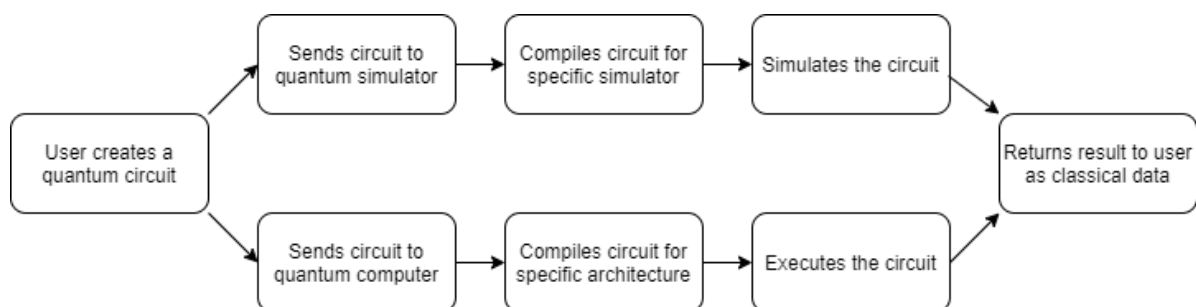 User creates a
quantum circuit
Sends circuit to
quantum simulator
Compiles circuit for
specific simulator
Simulates the circuit
Sends circuit to
quantum computer
Compiles circuit for
specific architecture
Executes the circuit
Returns result to user
as classical data